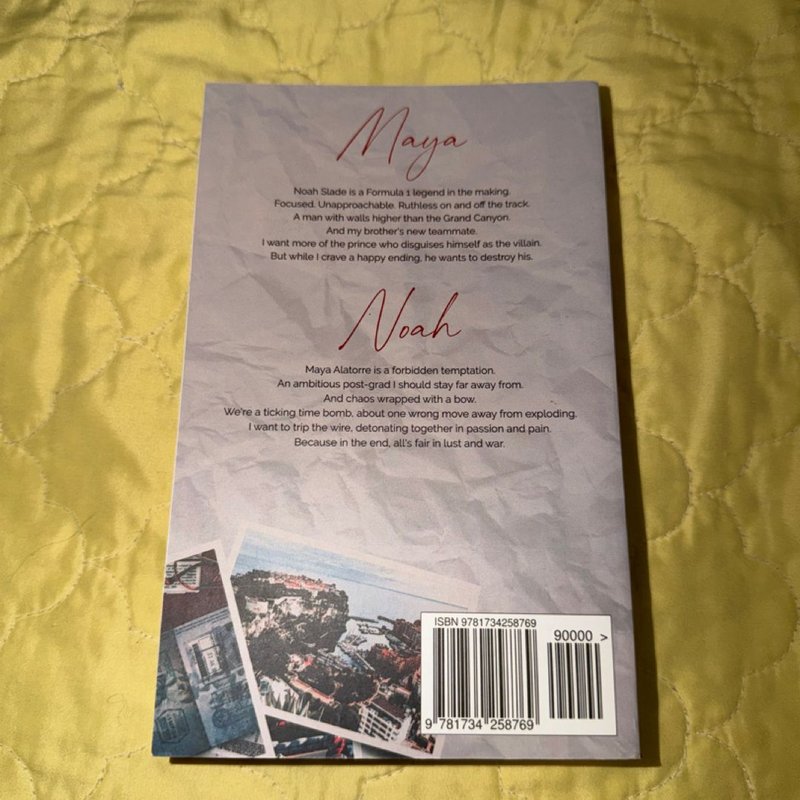 Maya
Noah Slade is a Formula 1 legend in the making.
Focused. Unapproachable. Ruthless on and off the track.
A man with walls higher than the Grand Canyon.
And my brother's new teammate.
I want more of the prince who disguises himself as the villain.
But while I crave a happy ending, he wants to destroy his.
Noah
Maya Alatorre is a forbidden temptation.
An ambitious post-grad I should stay far away from.
And chaos wrapped with a bow.
We're a ticking time bomb, about one wrong move away from exploding.
I want to trip the wire, detonating together in passion and pain.
Because in the end, all's fair in lust and war.
ISBN 9781734258769
90000 >
9 781734 258769